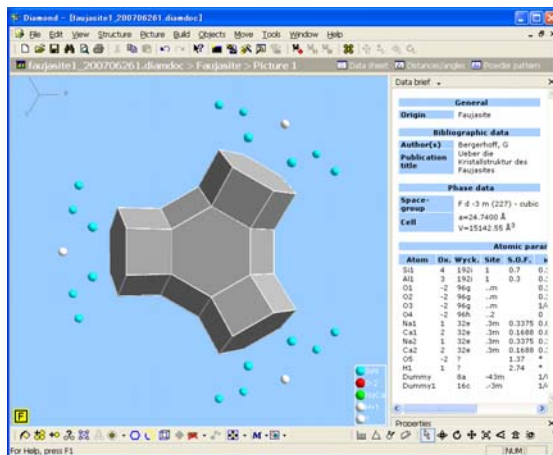 Diamond - [faujasite1_200706261.diamdoc]
File Edit View Structure Picture Build Objects Move Tools Window Help
faujasite1_200706261.diamdoc > Faujasite > Picture 1 Data sheet Distances/angles Powder pattern
Data brief
General
Origin Faujasite
Bibliographic data
Author(s) Bergerhoff, G
Publication title Ueber die Kristallstruktur des Faujasites
Phase data
Space-group F d -3 m (227) - cubic
Cell a=24.7400 Å
V=15142.55 Å3
Atomic para
Atom Ox. Wyck. Site S.O.F.
Si1 4 192i 1 0.7
Al1 3 192i 1 0.3
O1 -2 96g ..m
O2 -2 96g ..m
O3 -2 96g ..m
O4 -2 96h ..2 0
Na1 1 32e .3m 0.3375
Ca1 2 32e .3m 0.1688
Na2 1 32e .3m 0.3375
Ca2 2 32e .3m 0.1688
O5 -2 ? 1.37 *
H1 1 ? 2.74 *
Dummy 8a -43m
Dummy1 16c .-3m
Properties
For Help, press F1
NUM